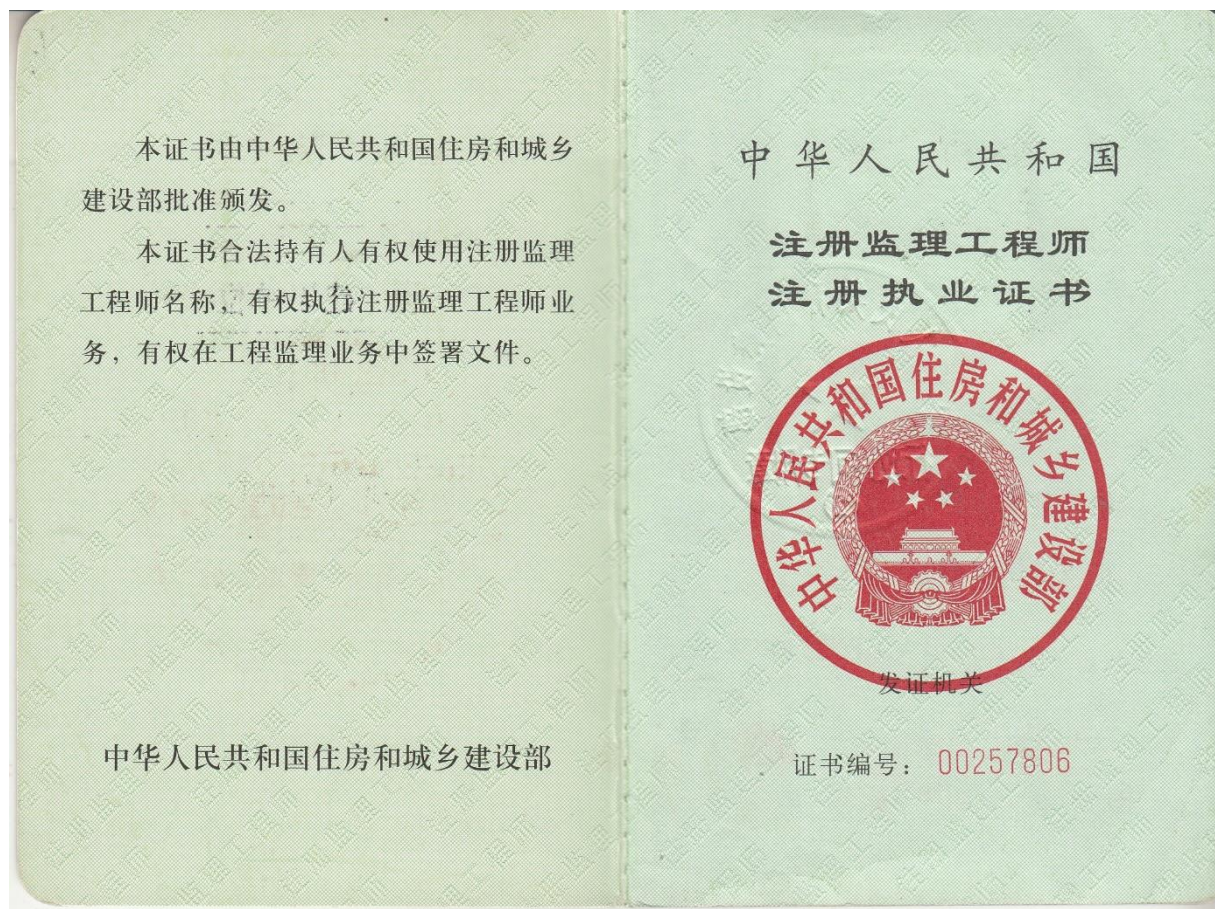 本证书由中华人民共和国住房和城乡
建设部批准颁发。
本证书合法持有人有权使用注册监理
工程师名称，有权执行注册监理工程师业
务，有权在工程监理业务中签署文件。
中华人民共和国住房和城乡建设部
中华人民共和国
注册监理工程师
注册执业证书
中华人民共和国住房和城乡建设部
发证机关
证书编号：00257806